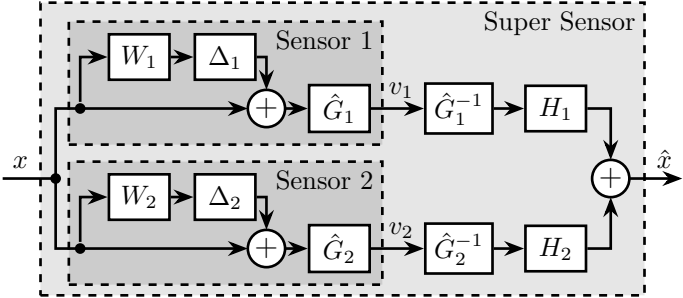 Super Sensor
Sensor 1
W₁ Δ₁
+ Ĝ₁ v₁ Ĝ₁⁻¹ H₁
x + x̂
Sensor 2
W₂ Δ₂
+ Ĝ₂ v₂ Ĝ₂⁻¹ H₂